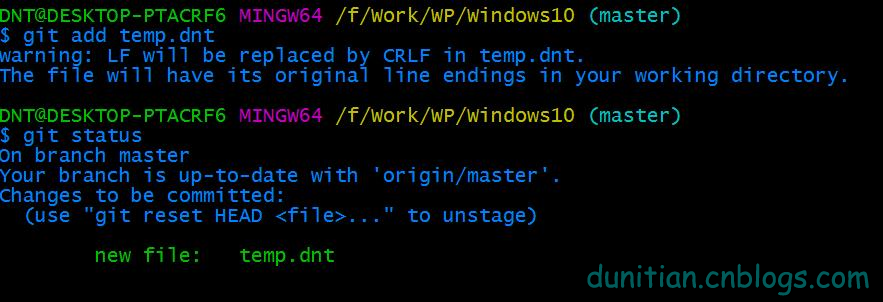 DNT@DESKTOP-PTACRF6 MINGW64 /f/Work/WP/Windows10 (master)
$ git add temp.dnt
warning: LF will be replaced by CRLF in temp.dnt.
The file will have its original line endings in your working directory.
DNT@DESKTOP-PTACRF6 MINGW64 /f/Work/WP/Windows10 (master)
$ git status
On branch master
Your branch is up-to-date with 'origin/master'.
Changes to be committed:
  (use "git reset HEAD <file>..." to unstage)
        new file:   temp.dnt
dunitian.cnblogs.com